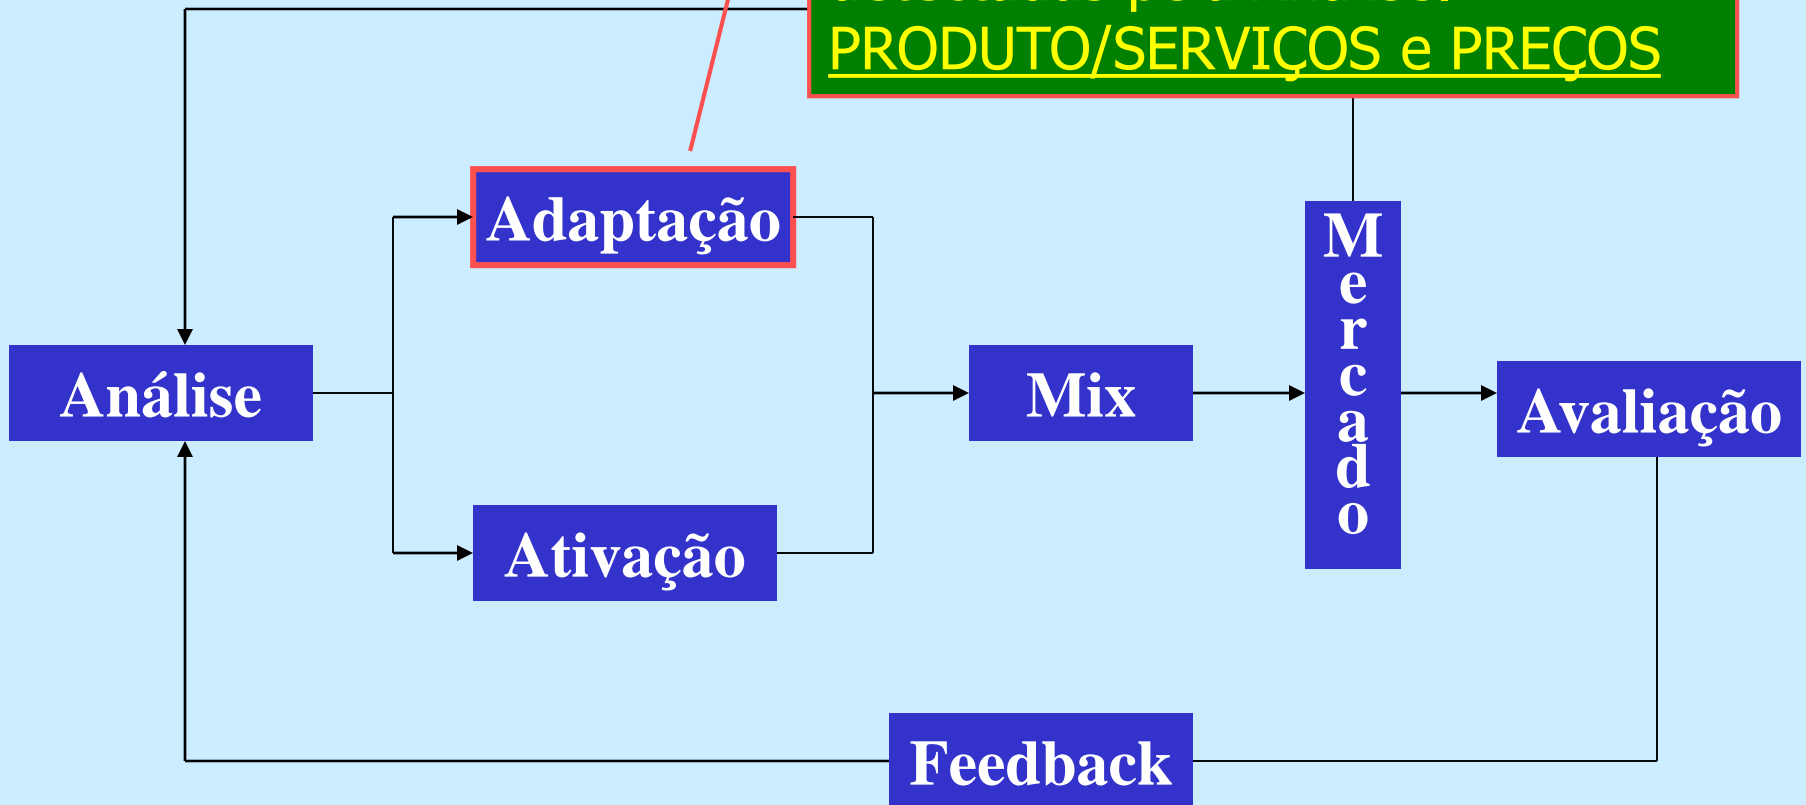 PRODUTO/SERVIÇOS e PREÇOS
Adaptação
Mercado
Análise
Mix
Avaliação
Ativação
Feedback